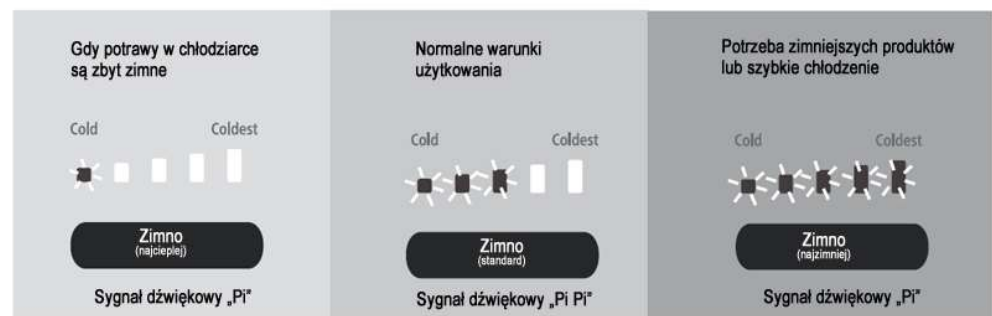 Gdy potrawy w chłodziarce
są zbyt zimne
Cold Coldest
Zimno
(najcieplej)
Sygnał dźwiękowy „Pi”
Normalne warunki
użytkowania
Cold Coldest
Zimno
(standard)
Sygnał dźwiękowy „Pi Pi”
Potrzeba zimniejszych produktów
lub szybkie chłodzenie
Cold Coldest
Zimno
(najzimniej)
Sygnał dźwiękowy „Pi”